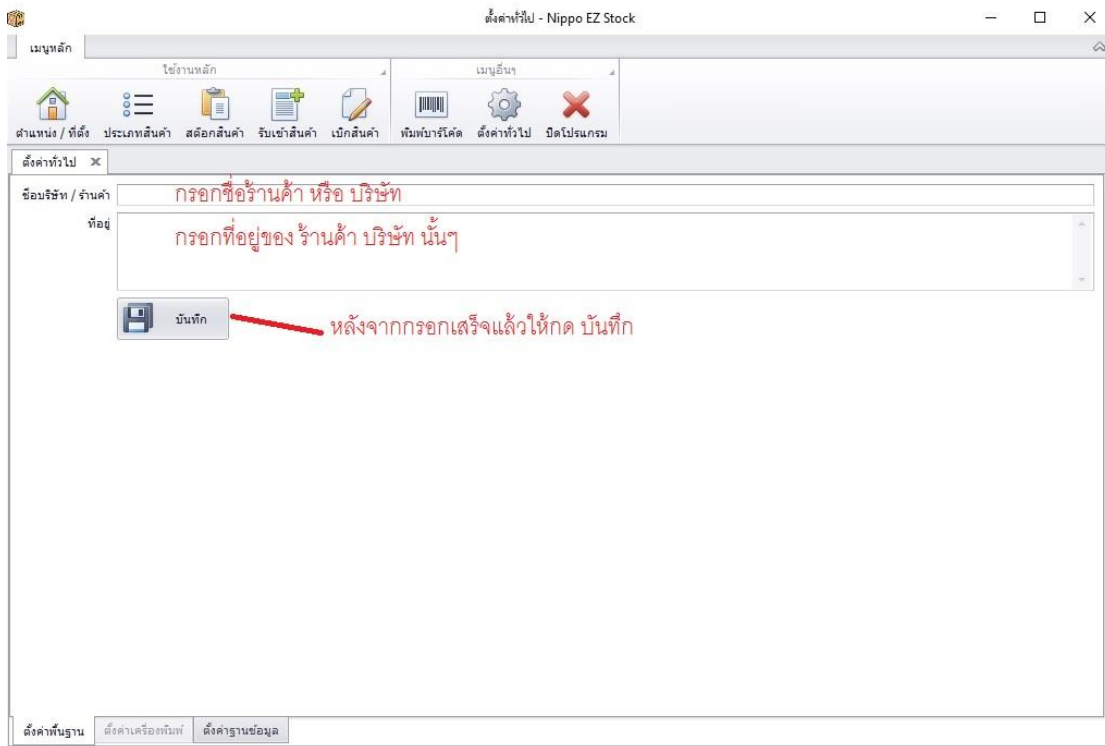 ตั้งค่าทั่วไป - Nippo EZ Stock
เมนูหลัก
ใช้งานหลัก เมนูอื่นๆ
ตำแหน่ง / ที่ตั้ง ประเภทสินค้า สต๊อกสินค้า รับเข้าสินค้า เบิกสินค้า พิมพ์บาร์โค้ด ตั้งค่าทั่วไป ปิดโปรแกรม
ตั้งค่าทั่วไป
ชื่อบริษัท / ร้านค้า กรอกชื่อร้านค้า หรือ บริษัท
ที่อยู่
กรอกที่อยู่ของ ร้านค้า บริษัท นั้นๆ
บันทึก
หลังจากกรอกเสร็จแล้วให้กด บันทึก
ตั้งค่าพื้นฐาน ตั้งค่าเครื่องพิมพ์ ตั้งค่าฐานข้อมูล